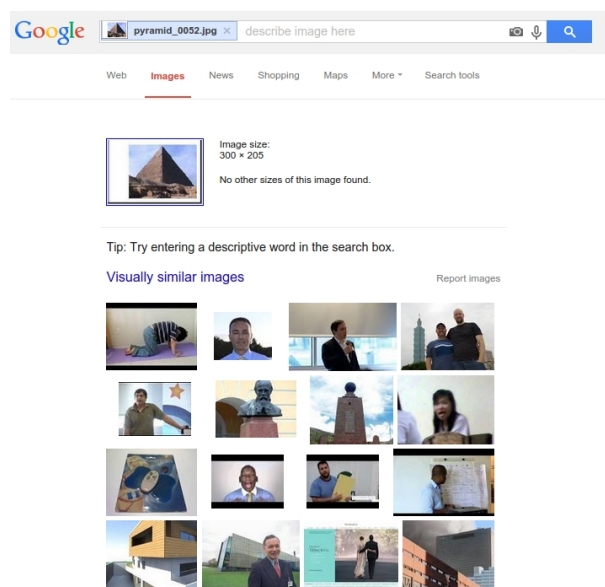 Google pyramid_0052.jpg × describe image here
Web Images News Shopping Maps More Search tools
Image size:
300 × 205
No other sizes of this image found.
Tip: Try entering a descriptive word in the search box.
Visually similar images Report images